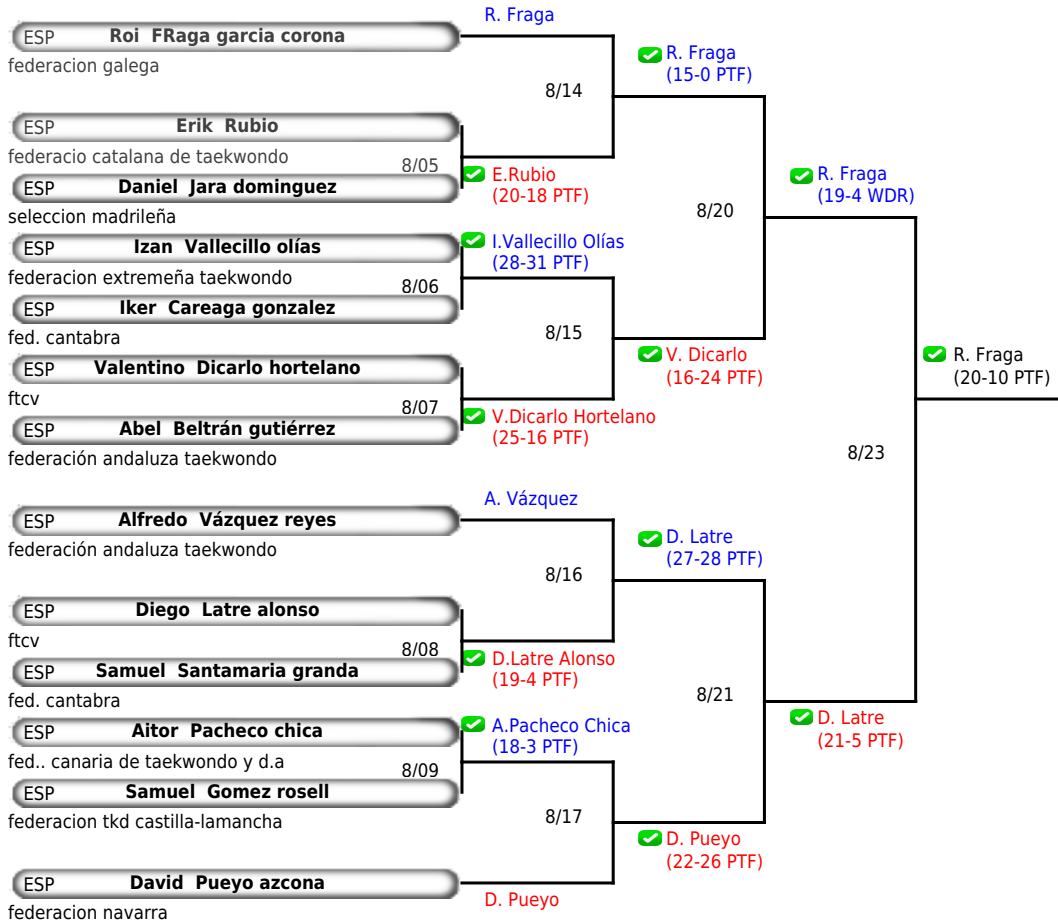 R. Fraga
ESP Roi FRaga garcia corona
federacion galega
R. Fraga
(15-0 PTF)
8/14
ESP Erik Rubio
federacio catalana de taekwondo
8/05
E.Rubio
(20-18 PTF)
ESP Daniel Jara dominguez
seleccion madrileña
R. Fraga
(19-4 WDR)
8/20
ESP Izan Vallecillo olías
federacion extremeña taekwondo
I.Vallecillo Olías
(28-31 PTF)
8/06
ESP Iker Careaga gonzalez
fed. cantabra
8/15
V. Dicarlo
(16-24 PTF)
ESP Valentino Dicarlo hortelano
ftcv
8/07
V.Dicarlo Hortelano
(25-16 PTF)
ESP Abel Beltrán gutiérrez
federación andaluza taekwondo
R. Fraga
(20-10 PTF)
8/23
A. Vázquez
ESP Alfredo Vázquez reyes
federación andaluza taekwondo
D. Latre
(27-28 PTF)
8/16
ESP Diego Latre alonso
ftcv
8/08
D.Latre Alonso
(19-4 PTF)
ESP Samuel Santamaria granda
fed. cantabra
8/21
D. Latre
(21-5 PTF)
ESP Aitor Pacheco chica
fed.. canaria de taekwondo y d.a
A.Pacheco Chica
(18-3 PTF)
8/09
ESP Samuel Gomez rosell
federacion tkd castilla-lamancha
8/17
D. Pueyo
(22-26 PTF)
ESP David Pueyo azcona
federacion navarra
D. Pueyo